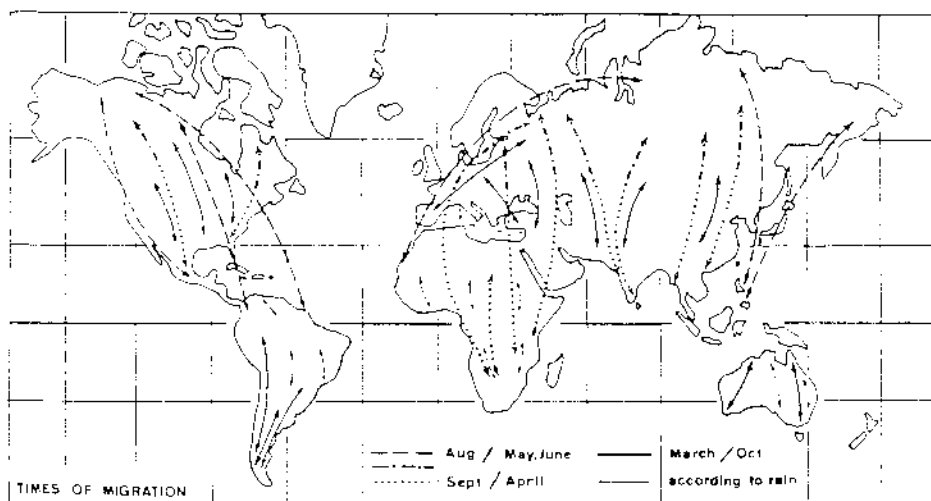 Aug / May, June
March / Oct
Sept / April
according to rain
TIMES OF MIGRATION